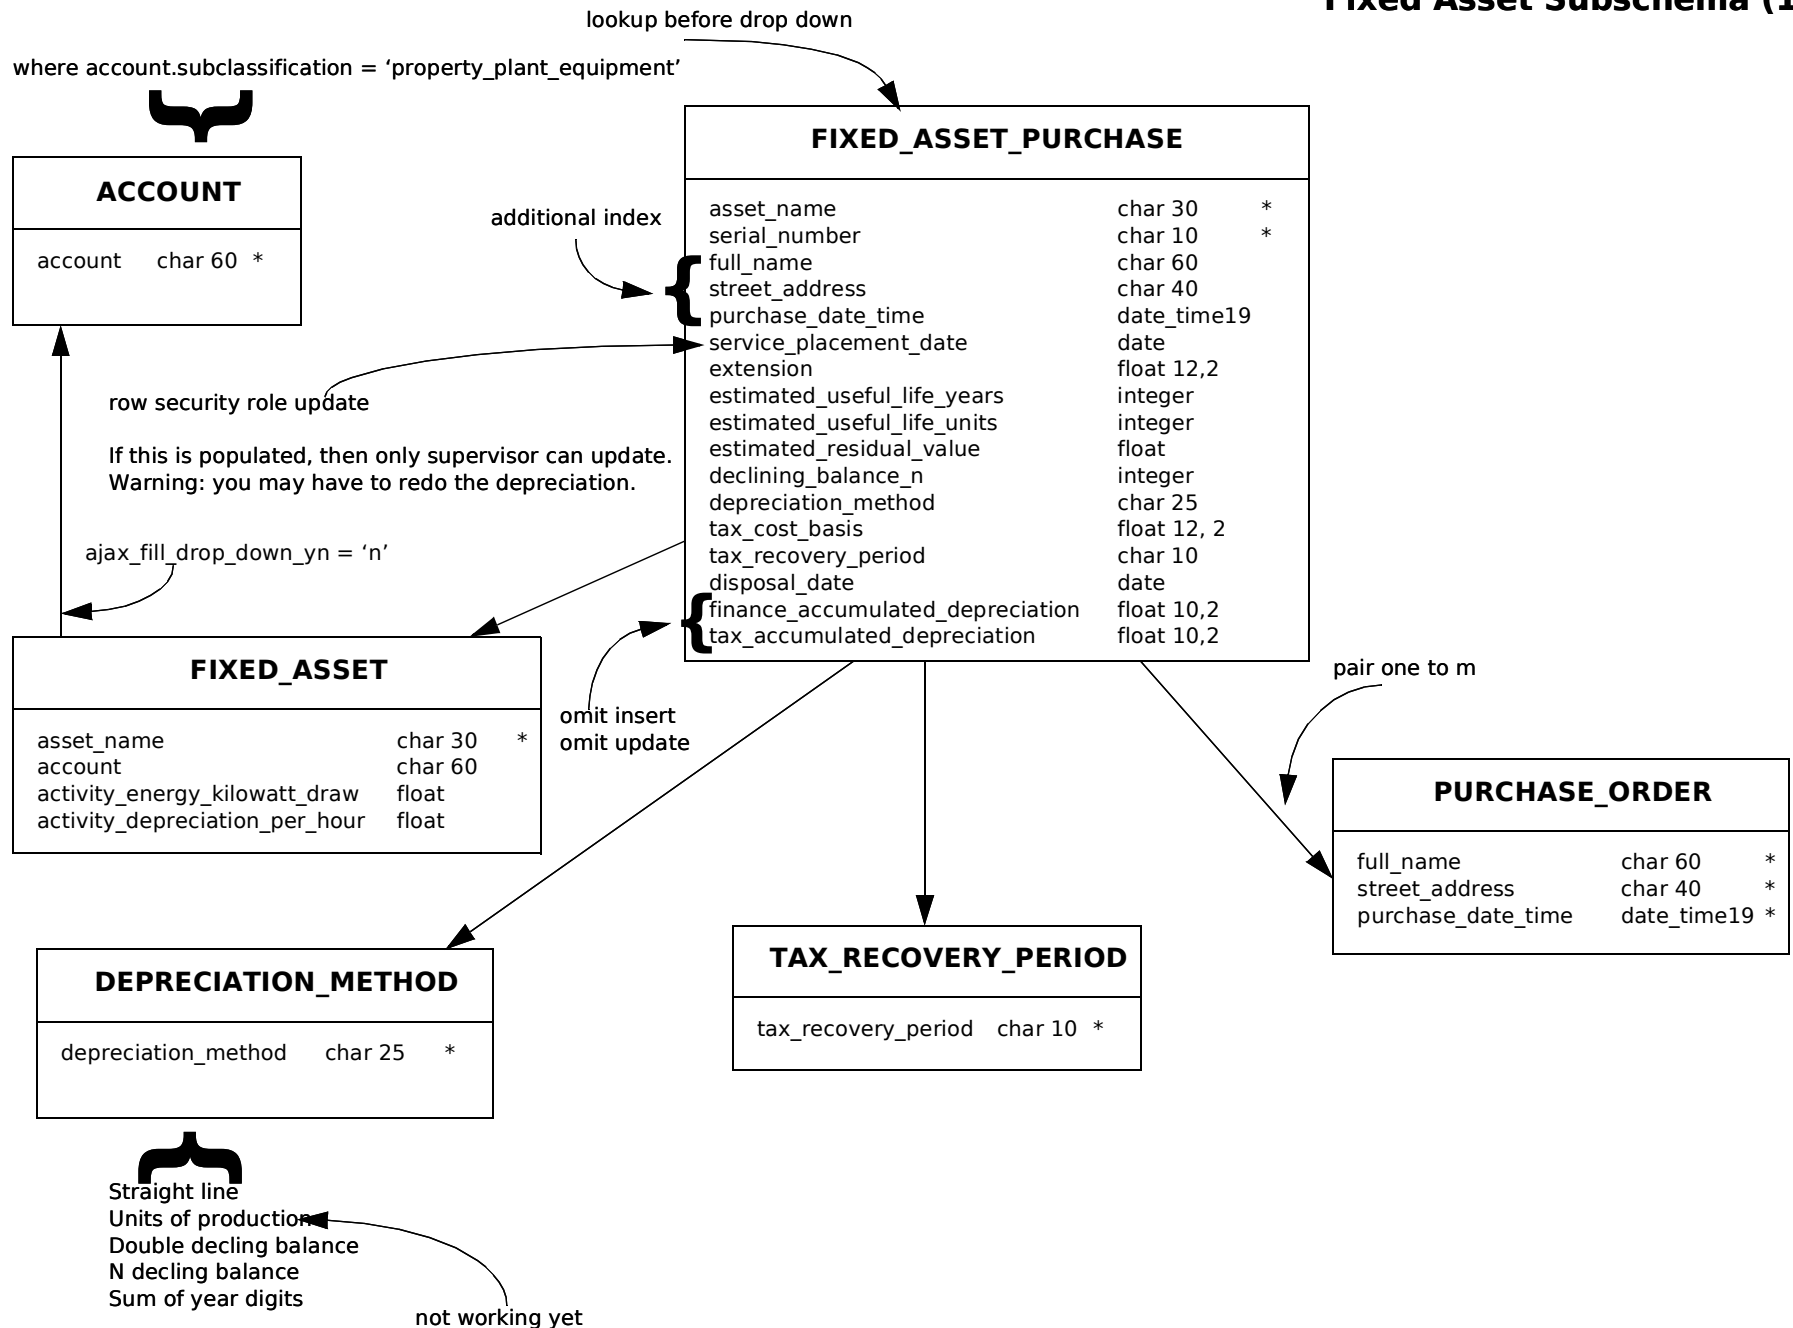 Fixed Asset Subschema (1
lookup before drop down
where account.subclassification = ‘property_plant_equipment’
FIXED_ASSET_PURCHASE
asset_name char 30 *
serial_number char 10 *
full_name char 60
street_address char 40
purchase_date_time date_time19
service_placement_date date
extension float 12,2
estimated_useful_life_years integer
estimated_useful_life_units integer
estimated_residual_value float
declining_balance_n integer
depreciation_method char 25
tax_cost_basis float 12, 2
tax_recovery_period char 10
disposal_date date
finance_accumulated_depreciation float 10,2
tax_accumulated_depreciation float 10,2
ACCOUNT
account char 60 *
additional index
row security role update
If this is populated, then only supervisor can update.
Warning: you may have to redo the depreciation.
ajax_fill_drop_down_yn = ‘n’
FIXED_ASSET
asset_name char 30 *
account char 60
activity_energy_kilowatt_draw float
activity_depreciation_per_hour float
omit insert
omit update
pair one to m
PURCHASE_ORDER
full_name char 60 *
street_address char 40 *
purchase_date_time date_time19 *
DEPRECIATION_METHOD
depreciation_method char 25 *
TAX_RECOVERY_PERIOD
tax_recovery_period char 10 *
Straight line
Units of production
Double decling balance
N decling balance
Sum of year digits
not working yet